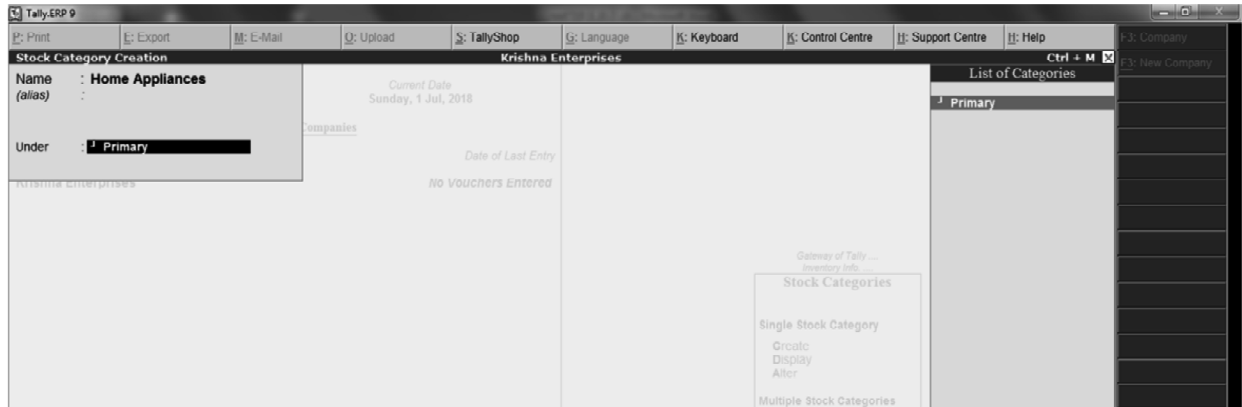 Tally.ERP 9
P: Print E: Export M: E-Mail O: Upload S: TallyShop G: Language K: Keyboard K: Control Centre H: Support Centre H: Help F3: Company
Stock Category Creation Krishna Enterprises Ctrl + M F3: New Company
Name : Home Appliances
(alias) :
Under : Primary
Current Date
Sunday, 1 Jul, 2018
Companies
Date of Last Entry
Krishna Enterprises No Vouchers Entered
List of Categories
Primary
Gateway of Tally ...
Inventory Info. ...
Stock Categories
Single Stock Category
Create
Display
Alter
Multiple Stock Categories